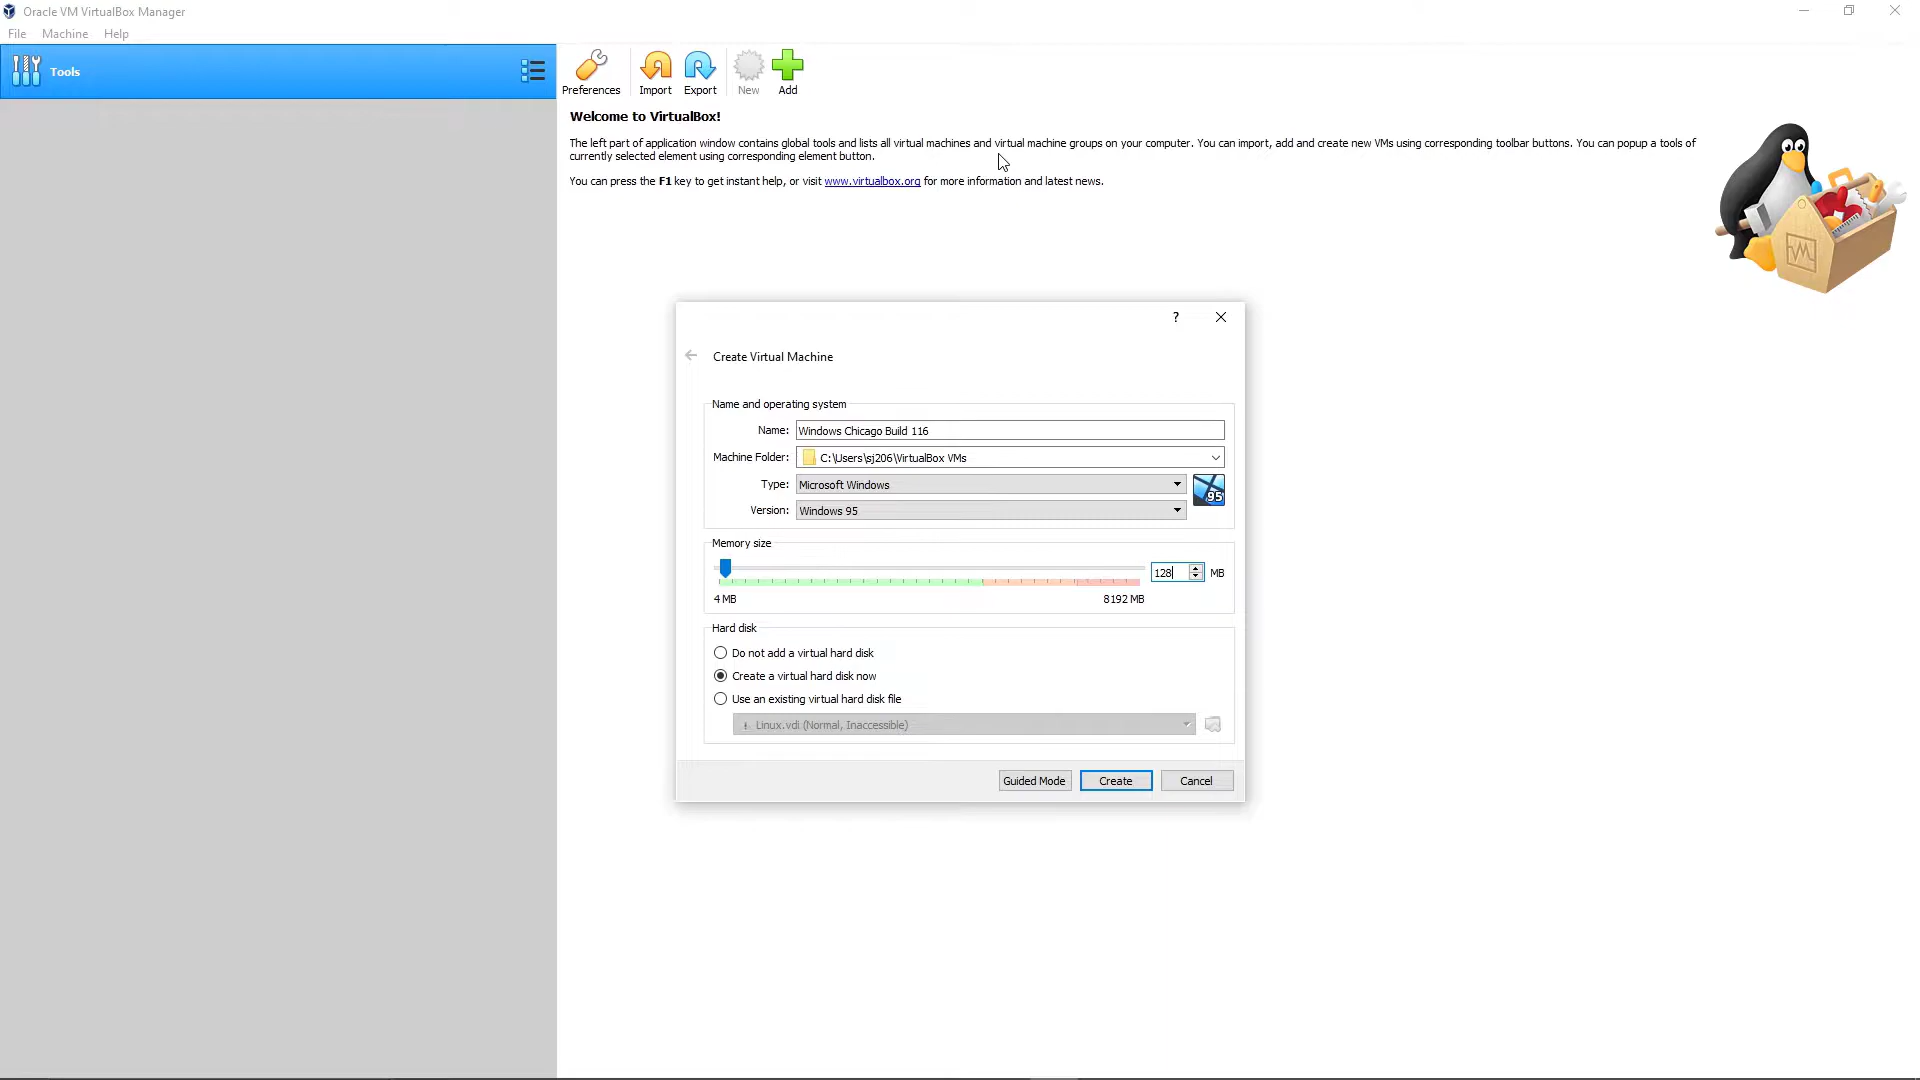 Oracle VM VirtualBox Manager
File Machine Help
Tools
Preferences Import Export New Add
Welcome to VirtualBox!
The left part of application window contains global tools and lists all virtual machines and virtual machine groups on your computer. You can import, add and create new VMs using corresponding toolbar buttons. You can popup a tools of
currently selected element using corresponding element button.
You can press the F1 key to get instant help, or visit www.virtualbox.org for more information and latest news.
?
Create Virtual Machine
Name and operating system
Name: Windows Chicago Build 116
Machine Folder: C:\Users\sj206\VirtualBox VMs
Type: Microsoft Windows
95
Version: Windows 95
Memory size
128 MB
4 MB 8192 MB
Hard disk
Do not add a virtual hard disk
Create a virtual hard disk now
Use an existing virtual hard disk file
Linux.vdi (Normal, Inaccessible)
Guided Mode Create Cancel